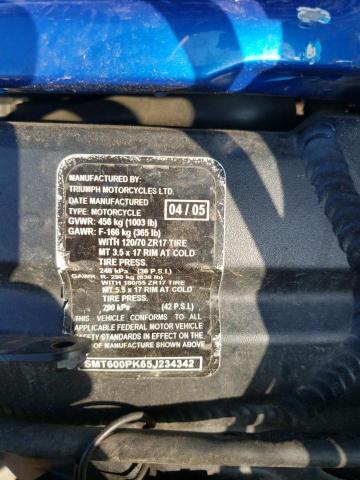 MANUFACTURED BY:
TRIUMPH MOTORCYCLES LTD.
DATE MANUFACTURED
TYPE: MOTORCYCLE 04 / 05
GVWR: 456 kg (1003 lb)
GAWR: F-166 kg (365 lb)
WITH 120/70 ZR17 TIRE
MT 3.5 x 17 RIM AT COLD
TIRE PRESS.
248 kPa (36 P.S.I.)
GAWR: R- 290 kg (638 lb)
WITH 180/55 ZR17 TIRE
MT 5.5 x 17 RIM AT COLD
TIRE PRESS.
290 kPa (42 P.S.I.)
THIS VEHICLE CONFORMS TO ALL
APPLICABLE FEDERAL MOTOR VEHICLE
SAFETY STANDARDS IN EFFECT ON THE
DATE OF MANUFACTURE SHOWN ABOVE
SMT600PK65J234342